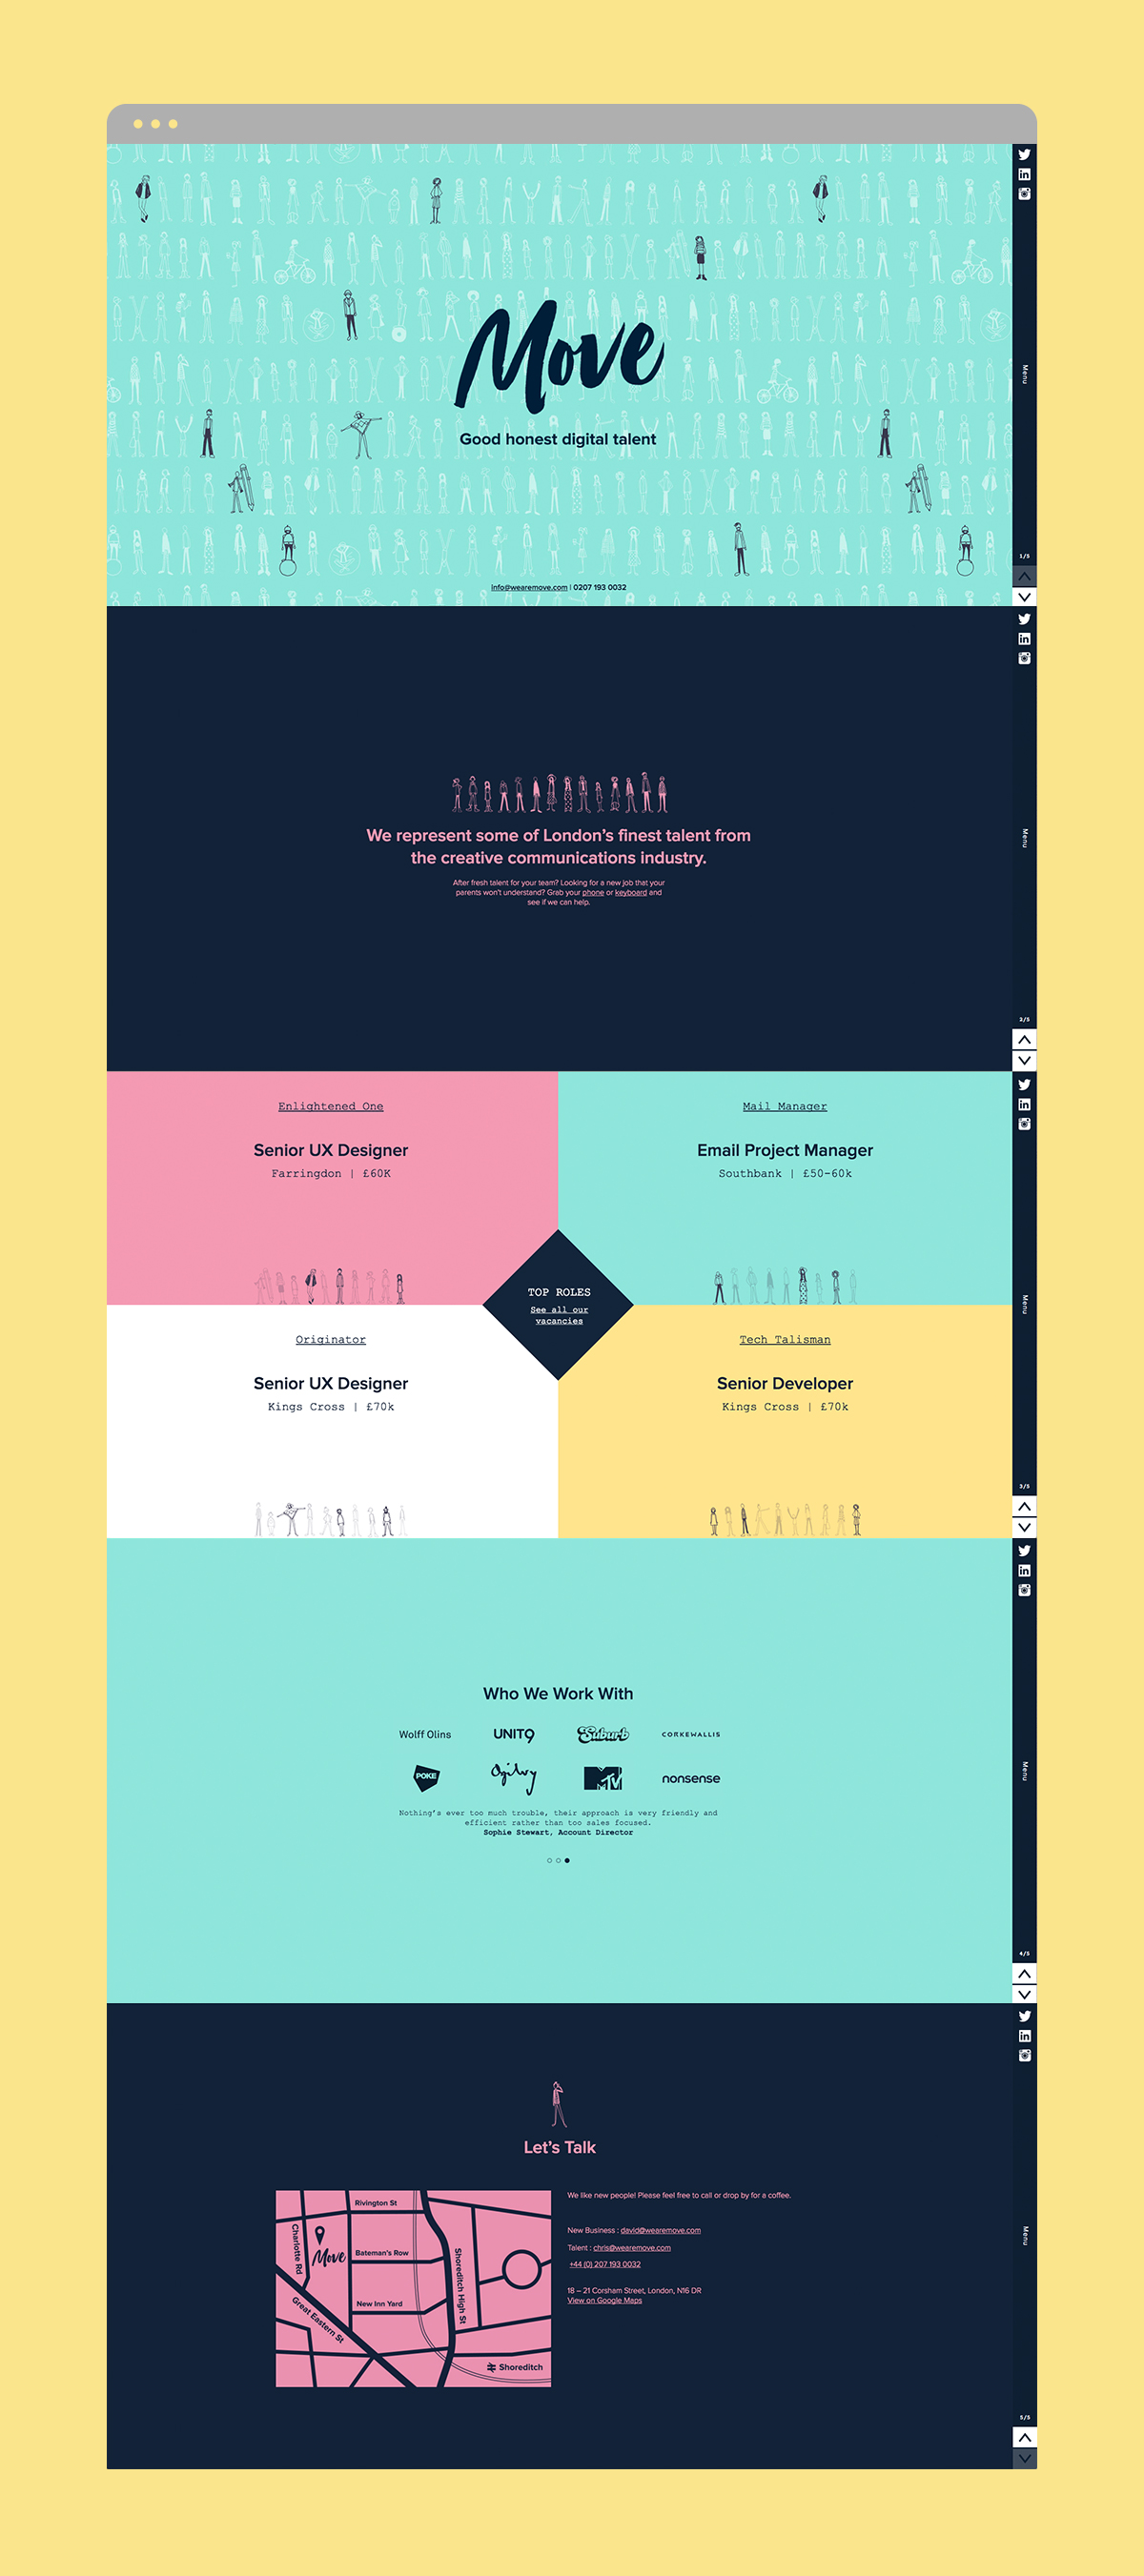 Move
Good honest digital talent
info@wearemove.com | 0207 193 0032
Menu
1/5
We represent some of London's finest talent from
the creative communications industry.
After fresh talent for your team? Looking for a new job that your
parents won't understand? Grab your phone or keyboard and
see if we can help.
Menu
2/5
Enlightened One
Senior UX Designer
Farringdon | £60K
Mail Manager
Email Project Manager
Southbank | £50-60k
TOP ROLES
See all our
vacancies
Originator
Senior UX Designer
Kings Cross | £70k
Tech Talisman
Senior Developer
Kings Cross | £70k
Menu
3/5
Who We Work With
Wolff Olins
UNIT9
Suburb
CORKEWALLIS
POKE
Ogilvy
MTV
nonsense
Nothing's ever too much trouble, their approach is very friendly and
efficient rather than too sales focused.
Sophie Stewart, Account Director
Menu
4/5
Let's Talk
Rivington St
Charlotte Rd
Move
Bateman's Row
Shoreditch High St
New Inn Yard
Great Eastern St
Shoreditch
We like new people! Please feel free to call or drop by for a coffee.
New Business : david@wearemove.com
Talent : chris@wearemove.com
+44 (0) 207 193 0032
18 – 21 Corsham Street, London, N16 DR
View on Google Maps
Menu
5/5